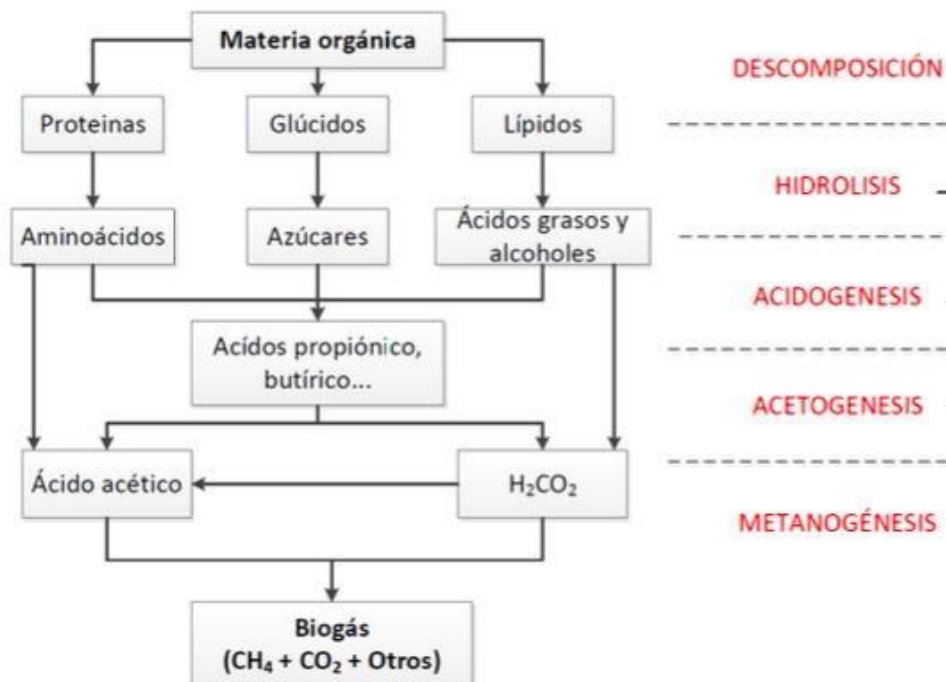 Materia orgánica
DESCOMPOSICIÓN
Proteinas
Glúcidos
Lípidos
HIDROLISIS
Aminoácidos
Azúcares
Ácidos grasos y
alcoholes
ACIDOGENESIS
Acídos propiónico,
butírico...
ACETOGENESIS
Ácido acético
H₂CO₂
METANOGÉNESIS
Biogás
(CH₄ + CO₂ + Otros)